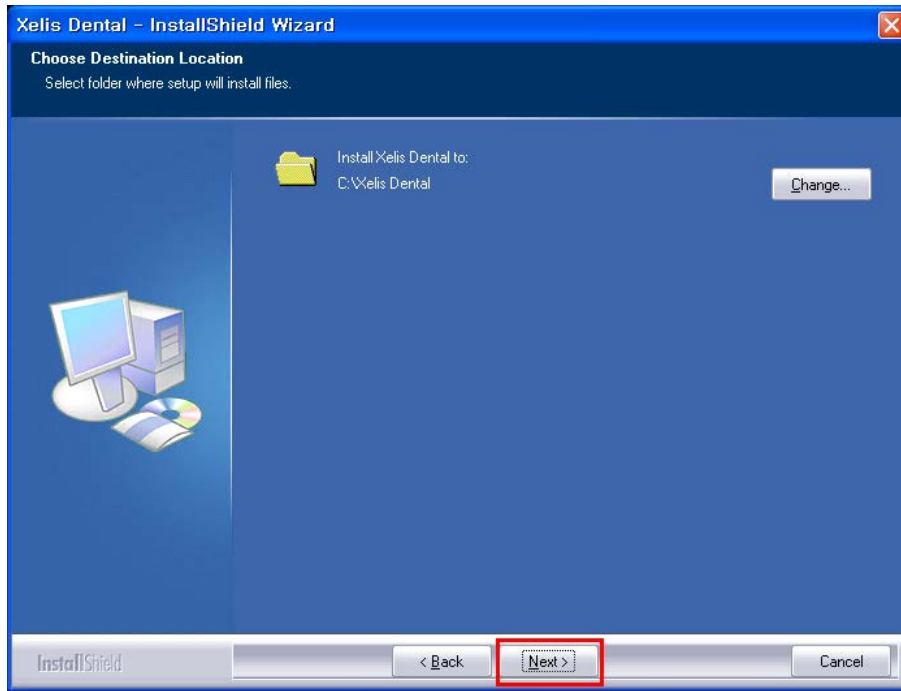 Xelis Dental - InstallShield Wizard
Choose Destination Location
Select folder where setup will install files.
Install Xelis Dental to:
C:\Xelis Dental
Change...
InstallShield
< Back
Next >
Cancel